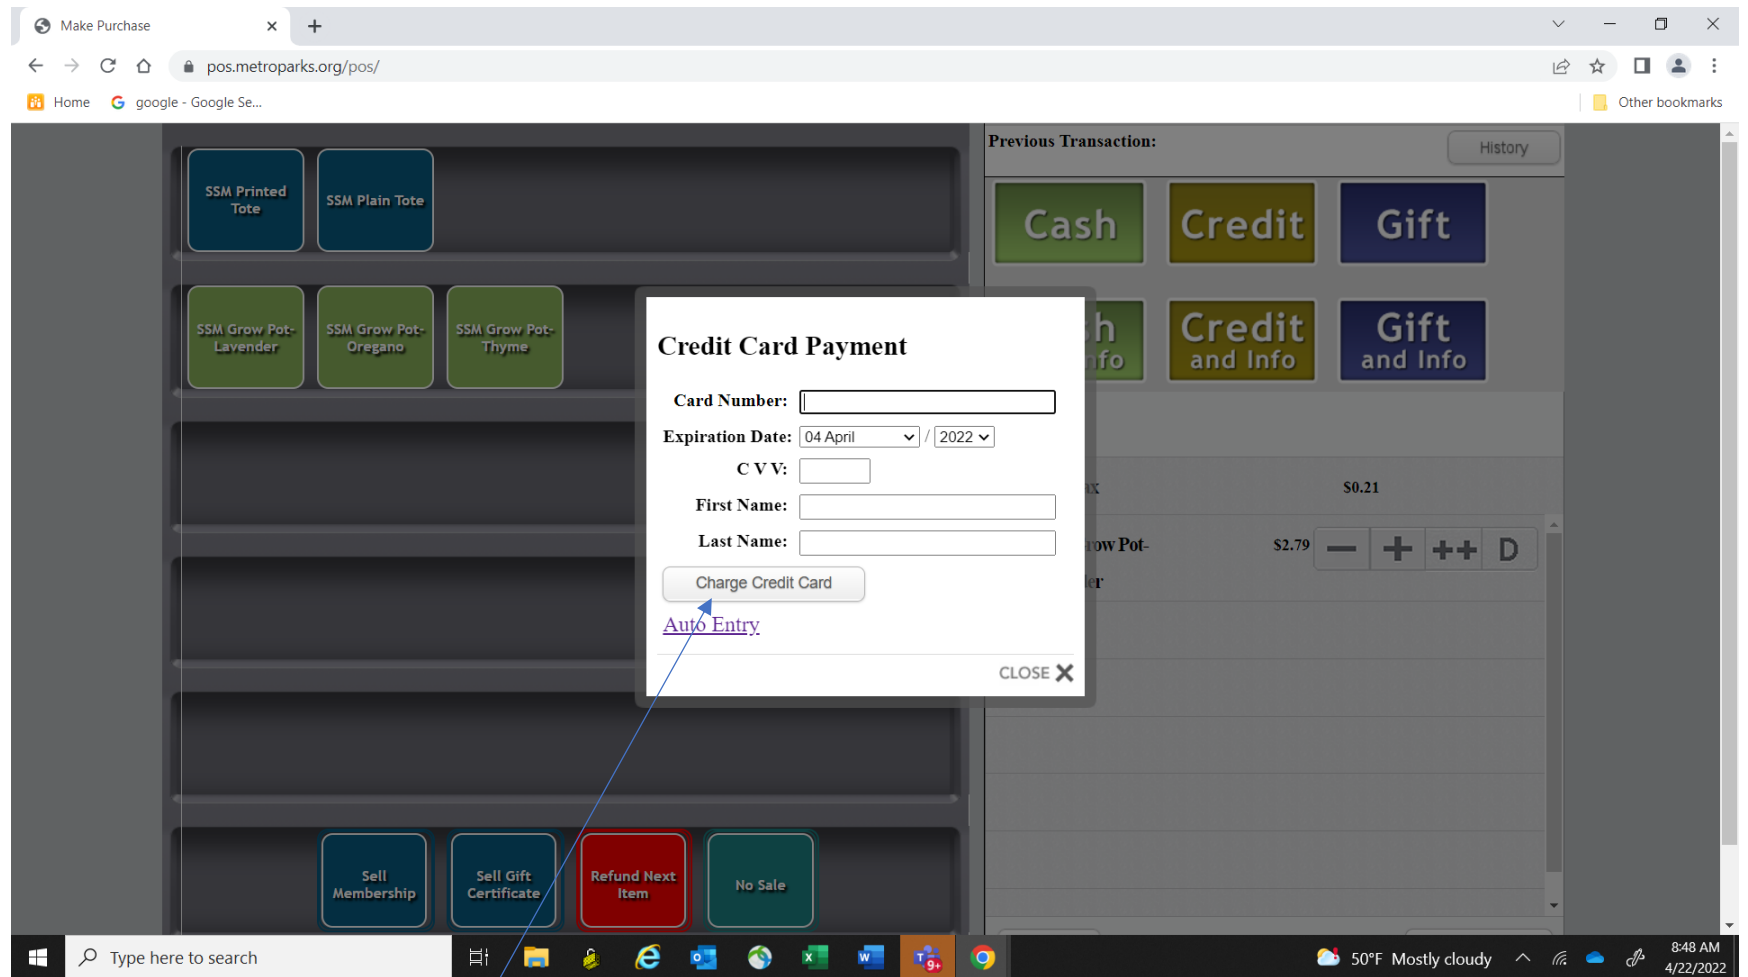 Make Purchase
pos.metroparks.org/pos/
Home google - Google Se...
Other bookmarks
SSM Printed
Tote
SSM Plain Tote
SSM Grow Pot-
Lavender
SSM Grow Pot-
Oregano
SSM Grow Pot-
Thyme
Previous Transaction:
History
Cash
Credit
Gift
Credit
and Info
Gift
and Info
$0.21
row Pot-
$2.79
D
er
Credit Card Payment
Card Number:
Expiration Date: 04 April / 2022
C V V:
First Name:
Last Name:
Charge Credit Card
Auto Entry
CLOSE
Sell
Membership
Sell Gift
Certificate
Refund Next
Item
No Sale
Type here to search
9+
50°F Mostly cloudy
8:48 AM
4/22/2022